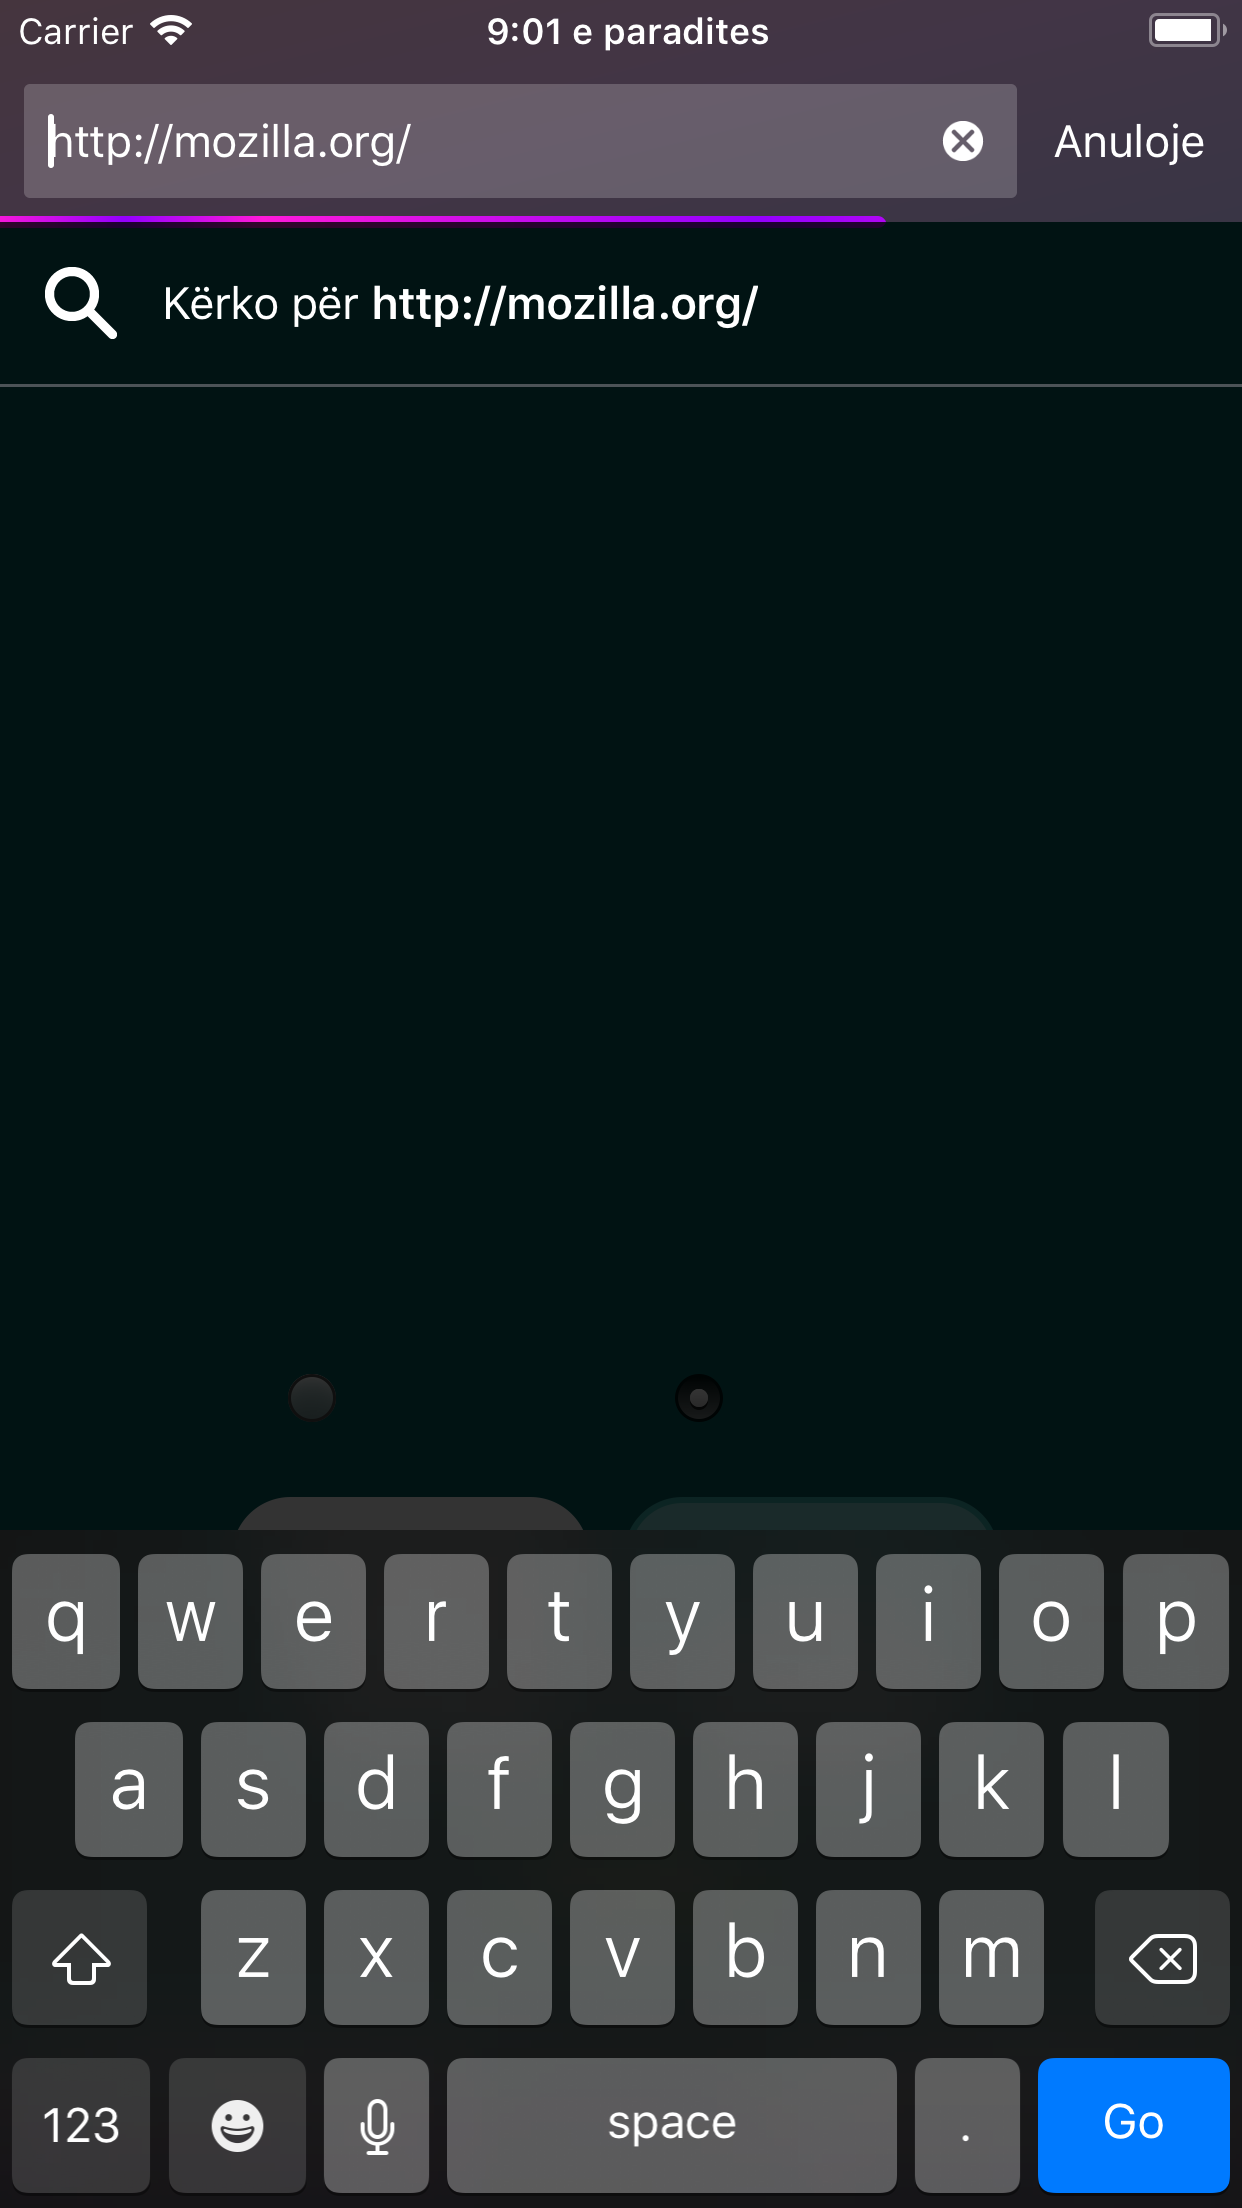 Carrier 9:01 e paradites
http://mozilla.org/ Anuloje
Kërko për http://mozilla.org/
q w e r t y u i o p
a s d f g h j k l
z x c v b n m
123 space . Go